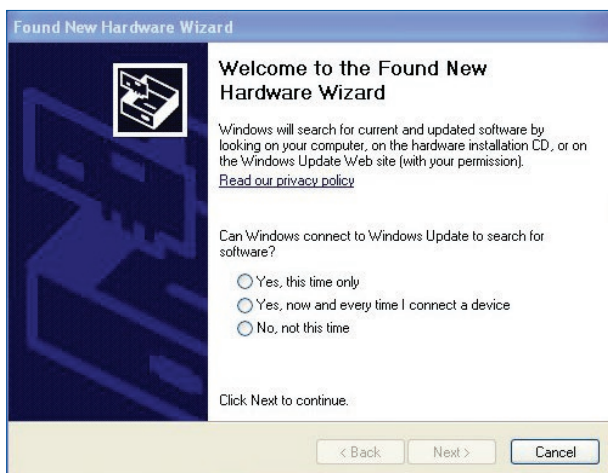 Found New Hardware Wizard
Welcome to the Found New
Hardware Wizard
Windows will search for current and updated software by
looking on your computer, on the hardware installation CD, or on
the Windows Update Web site (with your permission).
Read our privacy policy
Can Windows connect to Windows Update to search for
software?
Yes, this time only
Yes, now and every time I connect a device
No, not this time
Click Next to continue.
< Back
Next >
Cancel